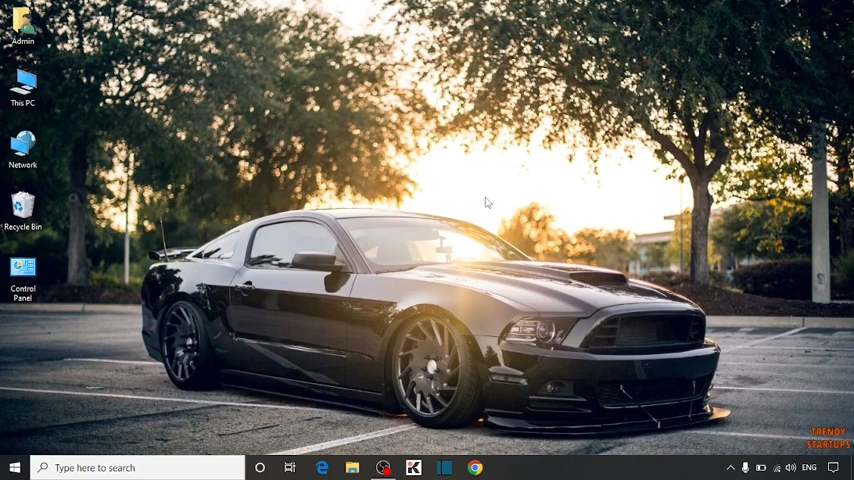 Admin
This PC
Network
Recycle Bin
Control
Panel
TRENDY
STARTUPS
Type here to search
ENG